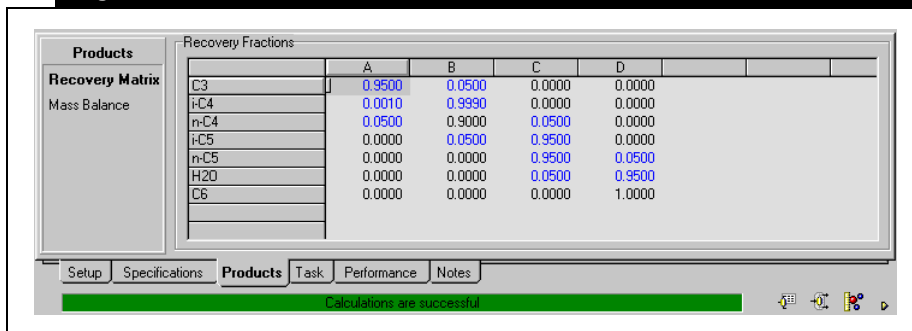 Products
Recovery Matrix
Mass Balance
Recovery Fractions
A B C D
C3 0.9500 0.0500 0.0000 0.0000
i-C4 0.0010 0.9990 0.0000 0.0000
n-C4 0.0500 0.9000 0.0500 0.0000
i-C5 0.0000 0.0500 0.9500 0.0000
n-C5 0.0000 0.0000 0.9500 0.0500
H2O 0.0000 0.0000 0.0500 0.9500
C6 0.0000 0.0000 0.0000 1.0000
Setup Specifications Products Task Performance Notes
Calculations are successful